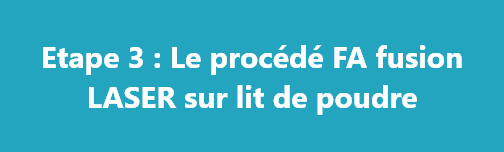 Etape 3 : Le procédé FA fusion
LASER sur lit de poudre